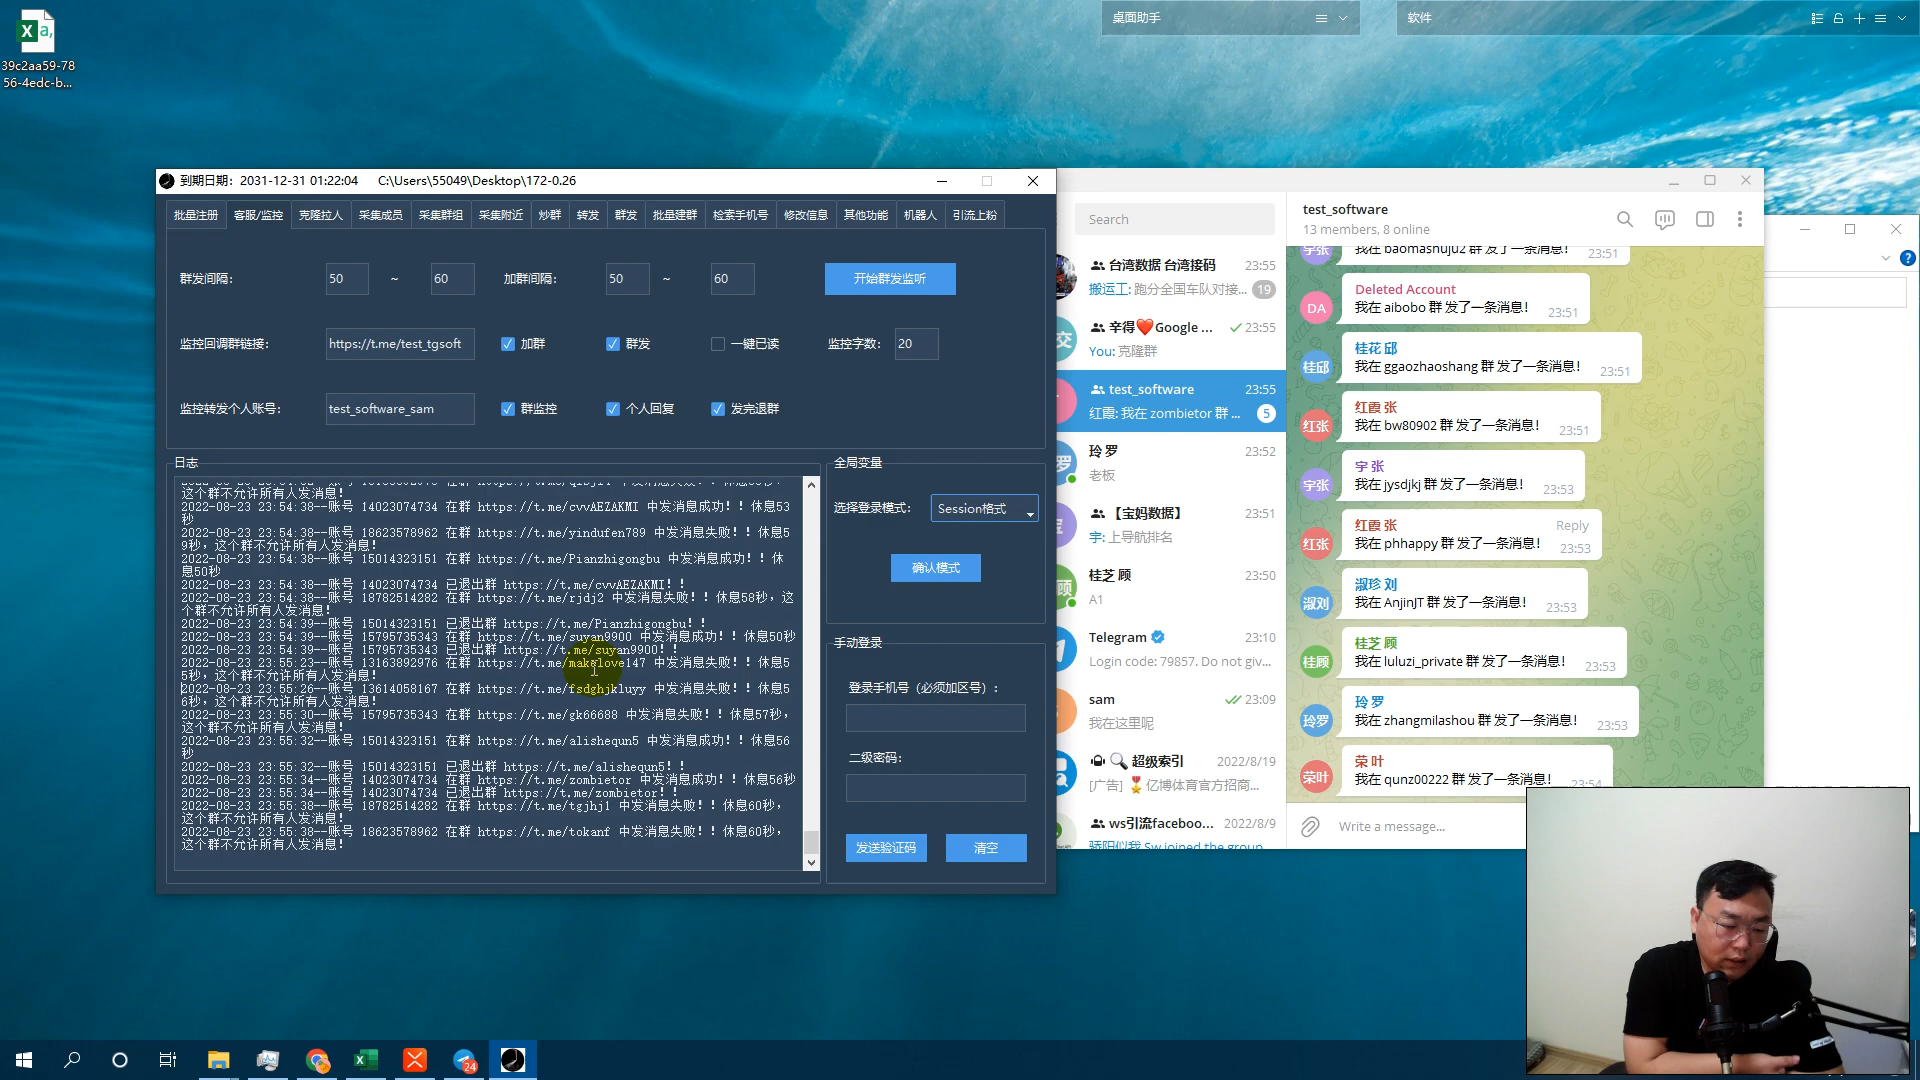 39c2aa59-78
56-4edc-b...
桌面助手
软件
到期日期：2031-12-31 01:22:04 C:\Users\55049\Desktop\172-0.26
批量注册 客服/监控 克隆拉人 采集成员 采集群组 采集附近 炒群 转发 群发 批量建群 检索手机号 修改信息 其他功能 机器人 引流上粉
群发间隔： 50 ~ 60 加群间隔： 50 ~ 60 开始群发监听
监控回调群链接： https://t.me/test_tgsoft 加群 群发 一键已读 监控字数： 20
监控转发个人账号： test_software_sam 群监控 个人回复 发完退群
日志
这个群不允许所有人发消息！
2022-08-23 23:54:38--账号 14023074734 在群 https://t.me/cvvAEZAKMI 中发消息成功！！休息53
秒
2022-08-23 23:54:38--账号 18623578962 在群 https://t.me/yindufen789 中发消息失败！！休息5
9秒，这个群不允许所有人发消息！
2022-08-23 23:54:38--账号 15014323151 在群 https://t.me/Pianzhigongbu 中发消息成功！！休
息50秒
2022-08-23 23:54:38--账号 14023074734 已退出群 https://t.me/cvvAEZAKMI！！
2022-08-23 23:54:38--账号 18782514282 在群 https://t.me/rjdj2 中发消息失败！！休息58秒，这
个群不允许所有人发消息！
2022-08-23 23:54:39--账号 15014323151 已退出群 https://t.me/Pianzhigongbu！！
2022-08-23 23:54:39--账号 15795735343 在群 https://t.me/suyan9900 中发消息成功！！休息50秒
2022-08-23 23:54:39--账号 15795735343 已退出群 https://t.me/suyan9900！！
2022-08-23 23:55:23--账号 13163892976 在群 https://t.me/makelove147 中发消息失败！！休息5
5秒，这个群不允许所有人发消息！
2022-08-23 23:55:26--账号 13614058167 在群 https://t.me/fsdghjkluyy 中发消息失败！！休息5
6秒，这个群不允许所有人发消息！
2022-08-23 23:55:30--账号 15795735343 在群 https://t.me/gk66688 中发消息失败！！休息57秒，
这个群不允许所有人发消息！
2022-08-23 23:55:32--账号 15014323151 在群 https://t.me/alishequn5 中发消息成功！！休息56
秒
2022-08-23 23:55:32--账号 15014323151 已退出群 https://t.me/alishequn5！！
2022-08-23 23:55:34--账号 14023074734 在群 https://t.me/zombietor 中发消息成功！！休息56秒
2022-08-23 23:55:34--账号 14023074734 已退出群 https://t.me/zombietor！！
2022-08-23 23:55:38--账号 18782514282 在群 https://t.me/tgjhj1 中发消息失败！！休息60秒，
这个群不允许所有人发消息！
2022-08-23 23:55:38--账号 18623578962 在群 https://t.me/tokanf 中发消息失败！！休息60秒，
这个群不允许所有人发消息！
全局变量
选择登录模式： Session格式
确认模式
手动登录
登录手机号（必须加区号）：
二级密码：
发送验证码 清空
Search
台湾数据 台湾接码 23:55
搬运工: 跑分全国车队对接... 19
交
辛得❤️Google ... 23:55
You: 克隆群
test_software 23:55
红霞: 我在 zombietor 群 ... 5
罗
玲 罗 23:52
老板
宝
【宝妈数据】 23:51
宇: 上导航排名
顾
桂芝 顾 23:50
A1
Telegram 23:10
Login code: 79857. Do not giv...
sam 23:09
我在这里呢
超级索引 2022/8/19
[广告] 🎖亿博体育官方招商...
ws引流faceboo... 2022/8/9
骄阳似我 Sw joined the group
test_software
13 members, 8 online
字张
我在 baomashuju2 群 发了一条消息！ 23:51
DA
Deleted Account
我在 aibobo 群 发了一条消息！ 23:51
桂邱
桂花 邱
我在 ggaozhaoshang 群 发了一条消息！ 23:51
红张
红霞 张
我在 bw80902 群 发了一条消息！ 23:51
宇张
宇 张
我在 jysdjkj 群 发了一条消息！ 23:53
红张
红霞 张 Reply
我在 phhappy 群 发了一条消息！ 23:53
淑刘
淑珍 刘
我在 AnjinJT 群 发了一条消息！ 23:53
桂顾
桂芝 顾
我在 luluzi_private 群 发了一条消息！ 23:53
玲罗
玲 罗
我在 zhangmilashou 群 发了一条消息！ 23:53
荣叶
荣 叶
我在 qunz00222 群 发了一条消息！ 23:54
Write a message...
24